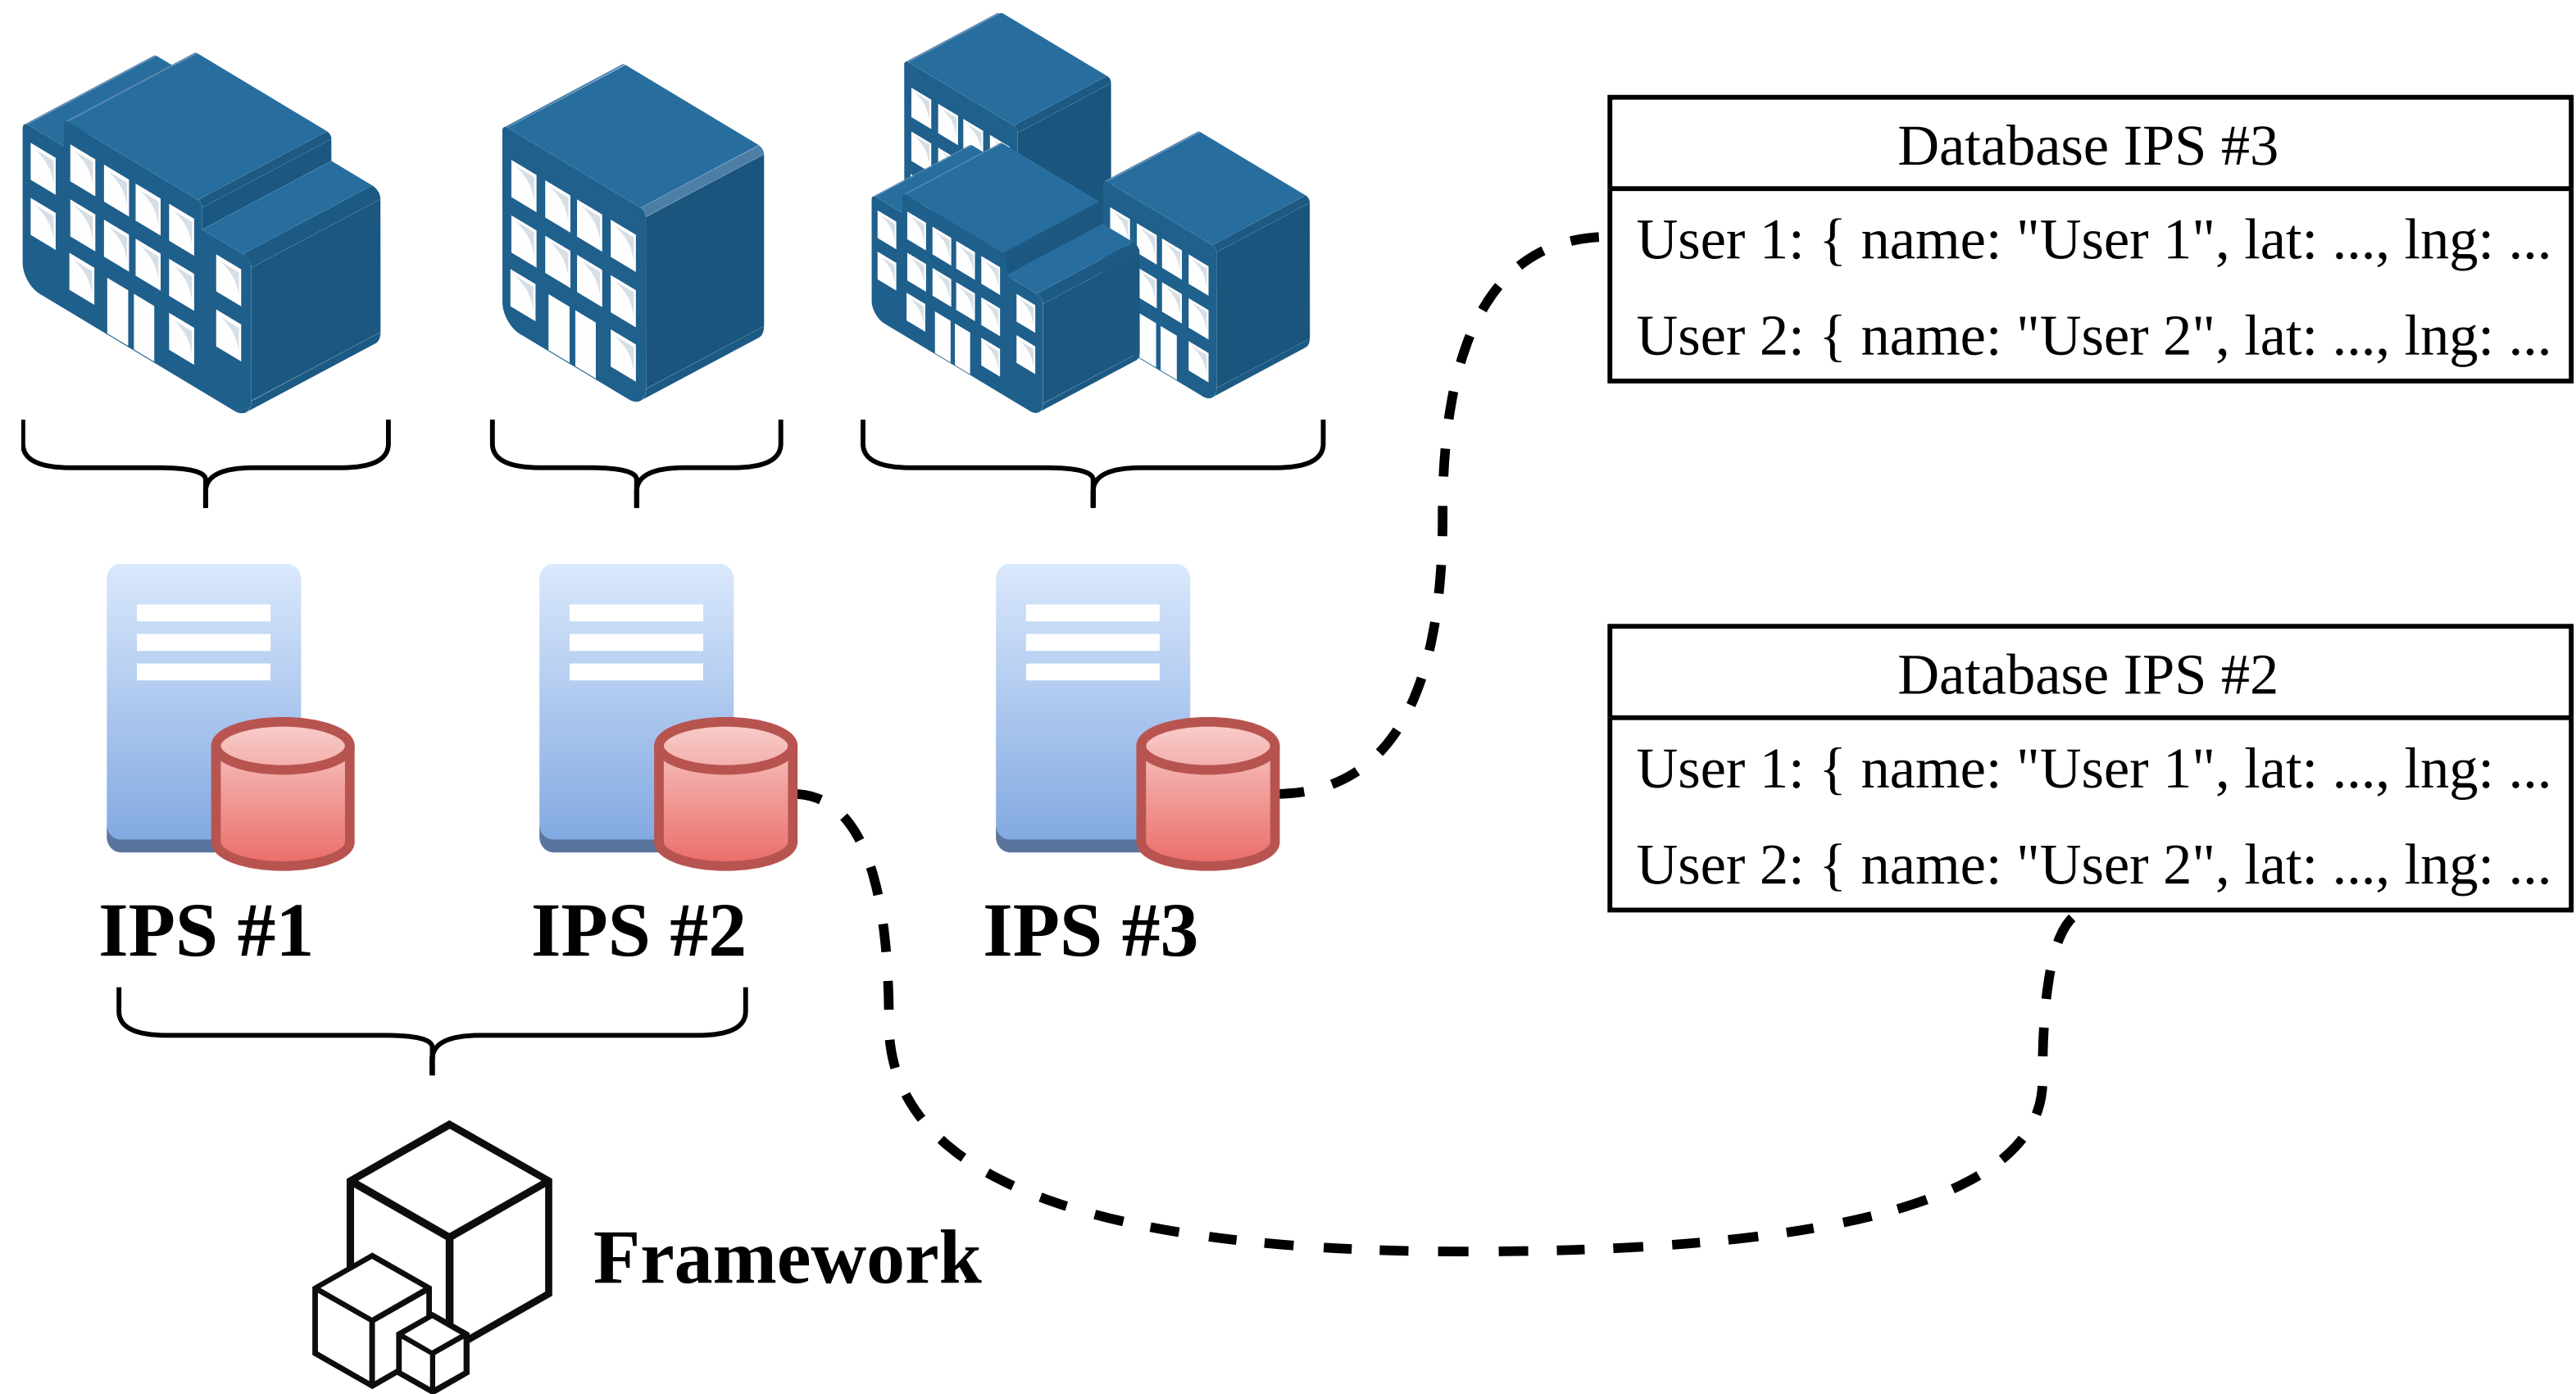 Database IPS #3
User 1: { name: "User 1", lat: ..., lng: ...
User 2: { name: "User 2", lat: ..., lng: ...
Database IPS #2
User 1: { name: "User 1", lat: ..., lng: ...
User 2: { name: "User 2", lat: ..., lng: ...
IPS #1
IPS #2
IPS #3
Framework